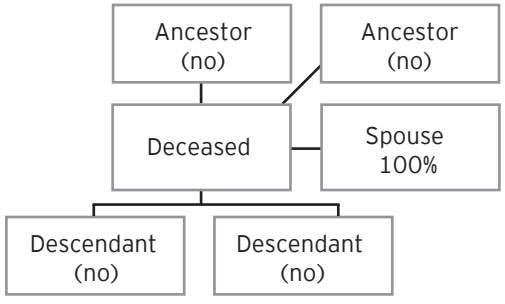 Ancestor
(no)
Ancestor
(no)
Deceased
Spouse
100%
Descendant
(no)
Descendant
(no)